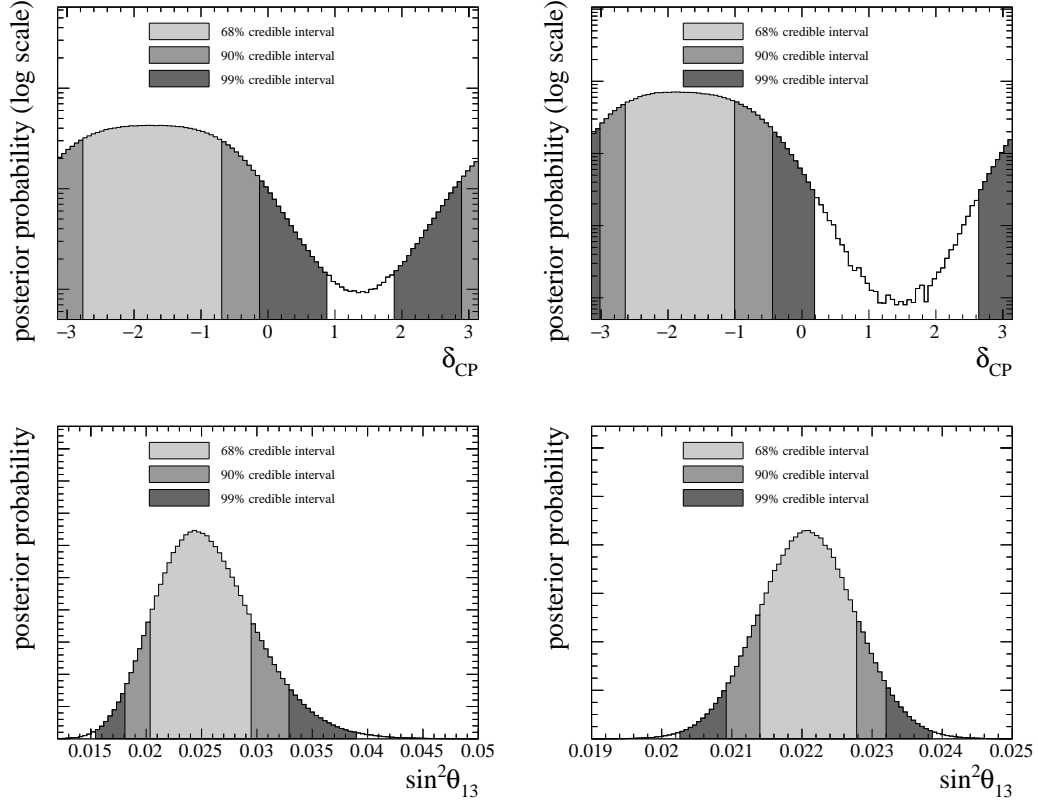 posterior probability (log scale)
68% credible interval
90% credible interval
99% credible interval
−3 −2 −1 0 1 2 3
δCP
posterior probability (log scale)
68% credible interval
90% credible interval
99% credible interval
−3 −2 −1 0 1 2 3
δCP
posterior probability
68% credible interval
90% credible interval
99% credible interval
0.015 0.02 0.025 0.03 0.035 0.04 0.045 0.05
sin²θ13
posterior probability
68% credible interval
90% credible interval
99% credible interval
0.019 0.02 0.021 0.022 0.023 0.024 0.025
sin²θ13